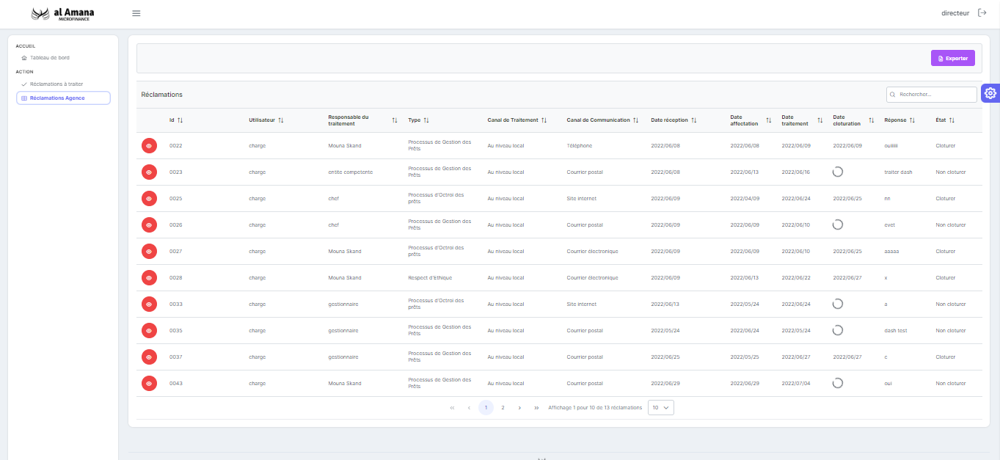 al Amana
MICROFINANCE
directeur
ACCUEIL
Tableau de bord
ACTION
Réclamations à traiter
Réclamations Agence
Exporter
Réclamations
Rechercher...
Id Utilisateur Responsable du traitement Type Canal de Traitement Canal de Communication Date réception Date affectation Date traitement Date cloturation Réponse État
0022 charge Mouna Skand Processus de Gestion des Prêts Au niveau local Téléphone 2022/06/08 2022/06/08 2022/06/09 2022/06/09 ouiiiiii Cloturer
0023 charge entite competente Processus de Gestion des Prêts Au niveau local Courrier postal 2022/06/08 2022/06/13 2022/06/16 traiter dash Non cloturer
0025 charge chef Processus d'Octroi des prêts Au niveau local Site internet 2022/06/09 2022/04/09 2022/06/24 2022/06/25 nn Cloturer
0026 charge chef Processus de Gestion des Prêts Au niveau local Courrier postal 2022/06/09 2022/06/09 2022/06/10 evet Non cloturer
0027 charge Mouna Skand Processus d'Octroi des prêts Au niveau local Courrier électronique 2022/06/09 2022/06/09 2022/06/10 2022/06/25 aaaaa Cloturer
0028 charge Mouna Skand Respect d'Ethique Au niveau local Courrier électronique 2022/06/09 2022/06/13 2022/06/22 2022/06/27 x Cloturer
0033 charge gestionnaire Processus d'Octroi des prêts Au niveau local Site internet 2022/06/13 2022/05/24 2022/06/24 a Non cloturer
0035 charge gestionnaire Processus de Gestion des Prêts Au niveau local Courrier postal 2022/05/24 2022/06/24 2022/05/24 dash test Non cloturer
0037 charge gestionnaire Processus de Gestion des Prêts Au niveau local Courrier postal 2022/06/25 2022/05/25 2022/06/27 2022/06/27 c Cloturer
0043 charge Mouna Skand Processus de Gestion des Prêts Au niveau local Courrier postal 2022/06/29 2022/06/29 2022/07/04 oui Non cloturer
« ‹ 1 2 › » Affichage 1 pour 10 de 13 réclamations 10